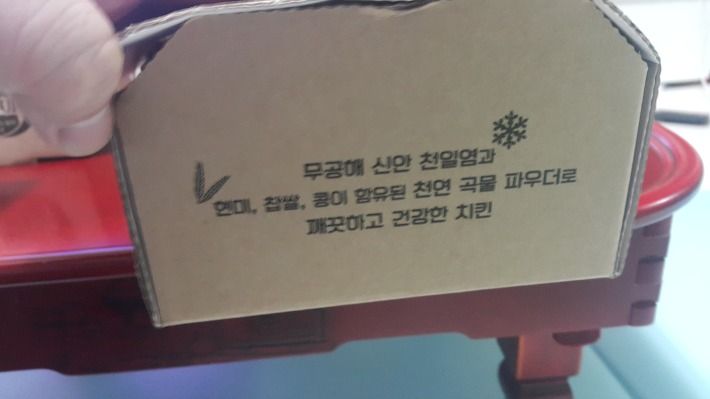 무공해 신안 천일염과
현미, 찹쌀, 콩이 함유된 천연 곡물 파우더로
깨끗하고 건강한 치킨